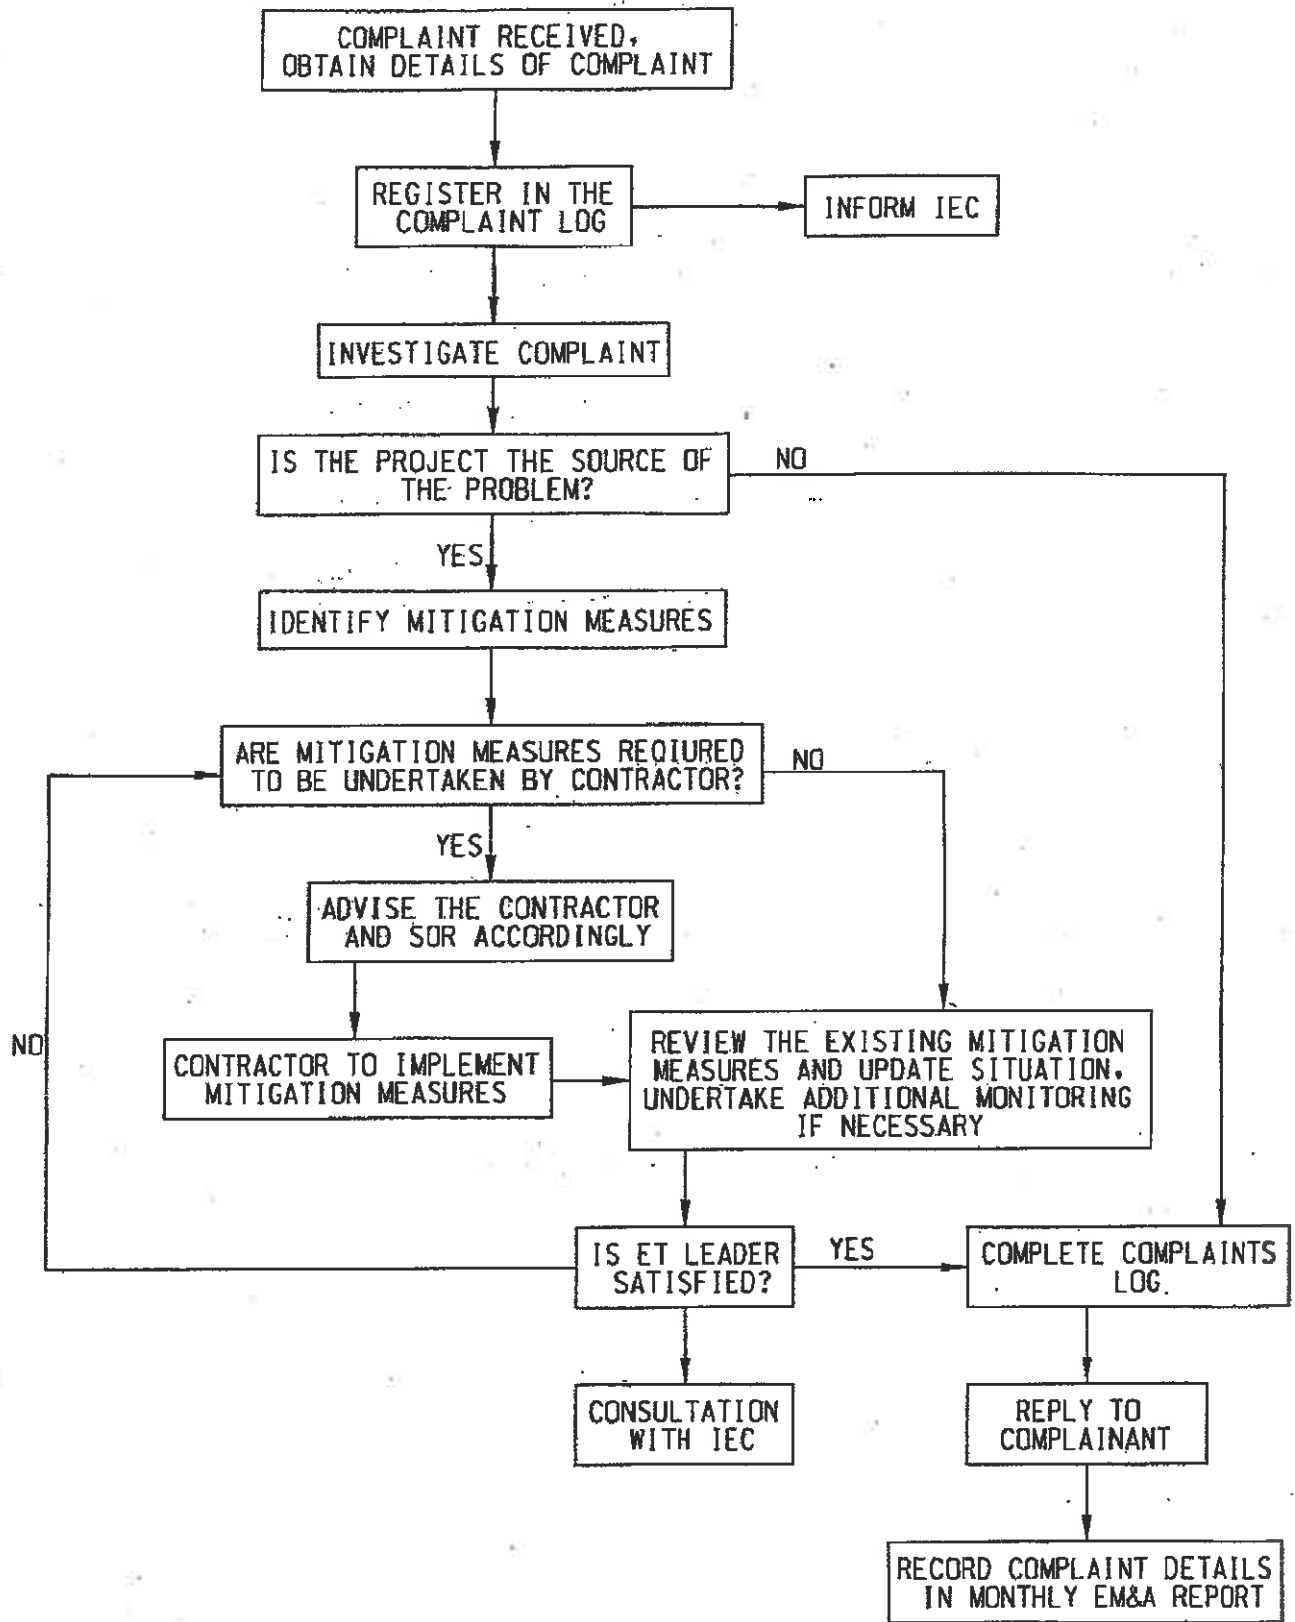 COMPLAINT RECEIVED,
OBTAIN DETAILS OF COMPLAINT
REGISTER IN THE
COMPLAINT LOG
INFORM IEC
INVESTIGATE COMPLAINT
IS THE PROJECT THE SOURCE OF
THE PROBLEM?
NO
YES
IDENTIFY MITIGATION MEASURES
ARE MITIGATION MEASURES REQIURED
TO BE UNDERTAKEN BY CONTRACTOR?
NO
YES
ADVISE THE CONTRACTOR
AND SOR ACCORDINGLY
NO
CONTRACTOR TO IMPLEMENT
MITIGATION MEASURES
REVIEW THE EXISTING MITIGATION
MEASURES AND UPDATE SITUATION.
UNDERTAKE ADDITIONAL MONITORING
IF NECESSARY
IS ET LEADER
SATISFIED?
YES
COMPLETE COMPLAINTS
LOG.
CONSULTATION
WITH IEC
REPLY TO
COMPLAINANT
RECORD COMPLAINT DETAILS
IN MONTHLY EM&A REPORT